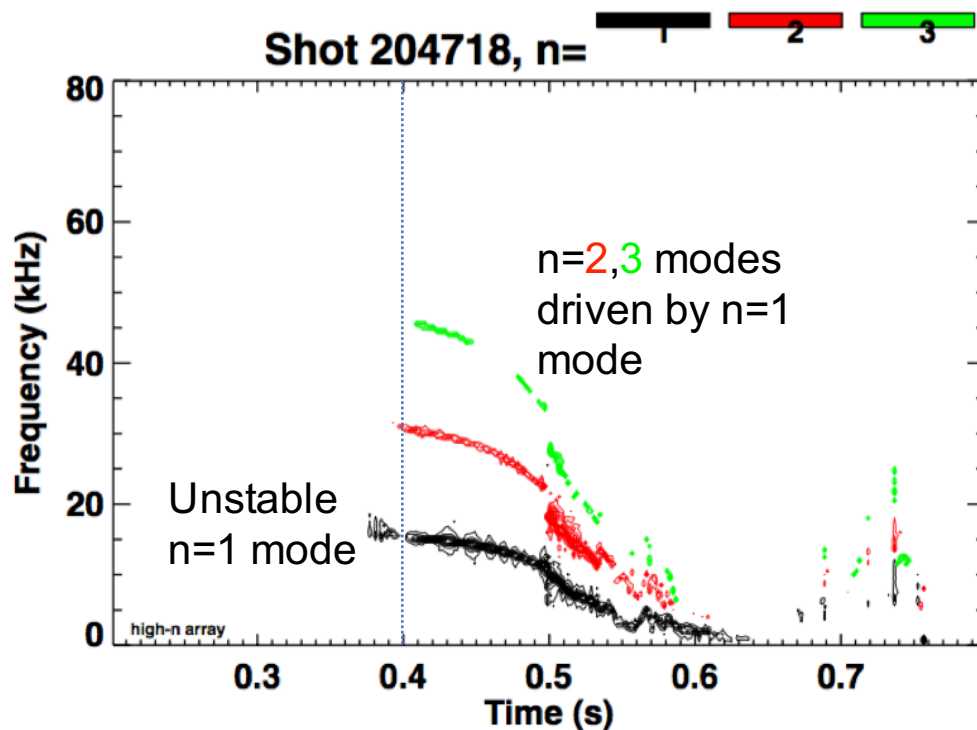 Shot 204718, n=
1 2 3
80
60
40
20
0
Frequency (kHz)
n=2,3 modes
driven by n=1
mode
Unstable
n=1 mode
high-n array
0.3 0.4 0.5 0.6 0.7
Time (s)